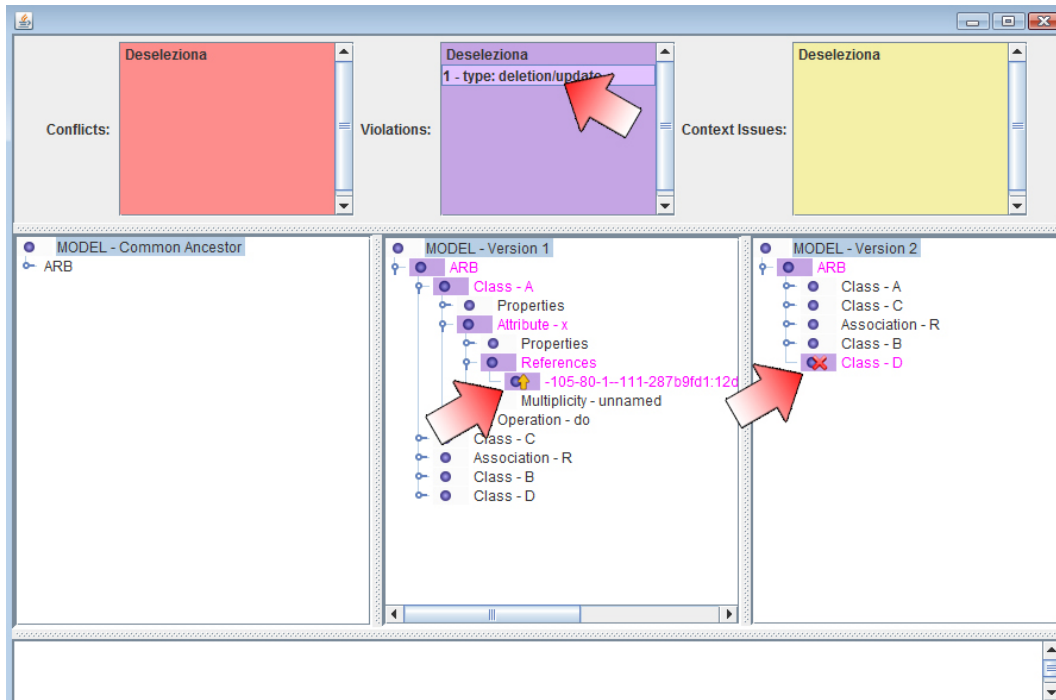 Conflicts:
Deseleziona
Violations:
Deseleziona
1 - type: deletion/update
Context Issues:
Deseleziona
MODEL - Common Ancestor
ARB
MODEL - Version 1
ARB
Class - A
Properties
Attribute - x
Properties
References
-105-80-1--111-287b9fd1:12d
Multiplicity - unnamed
Operation - do
Class - C
Association - R
Class - B
Class - D
MODEL - Version 2
ARB
Class - A
Class - C
Association - R
Class - B
Class - D